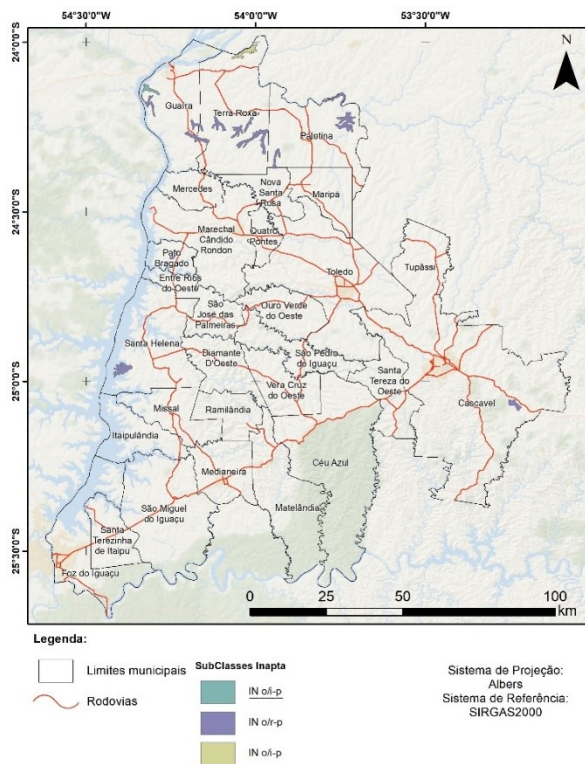 54°30'0"W
54°0'0"W
53°30'0"W
24°0'0"S
N
Guaíra
Terra Roxa
Palotina
24°30'0"S
Mercedes
Nova
Santa
Rosa
Maripá
Marechal
Cândido
Rondon
Quatro
Pontes
Pato
Bragado
Toledo
Tupãssi
Entre Rios
do Oeste
São
José das
Palmeiras
Ouro Verde
do Oeste
Santa Helena
Diamante
D'Oeste
São Pedro
do Iguaçu
25°0'0"S
Vera Cruz
do Oeste
Santa
Tereza do
Oeste
Cascavel
Missal
Ramilândia
Itaipulândia
Céu Azul
Medianeira
Matelândia
São Miguel
do Iguaçu
Santa
Terezinha
de Itaipu
25°30'0"S
Foz do Iguaçu
0 50 100
25
km
Legenda:
Limites municipais
Rodovias
SubClasses Inapta
IN o/i-p
IN o/r-p
IN o/i-p
Sistema de Projeção:
Albers
Sistema de Referência:
SIRGAS2000